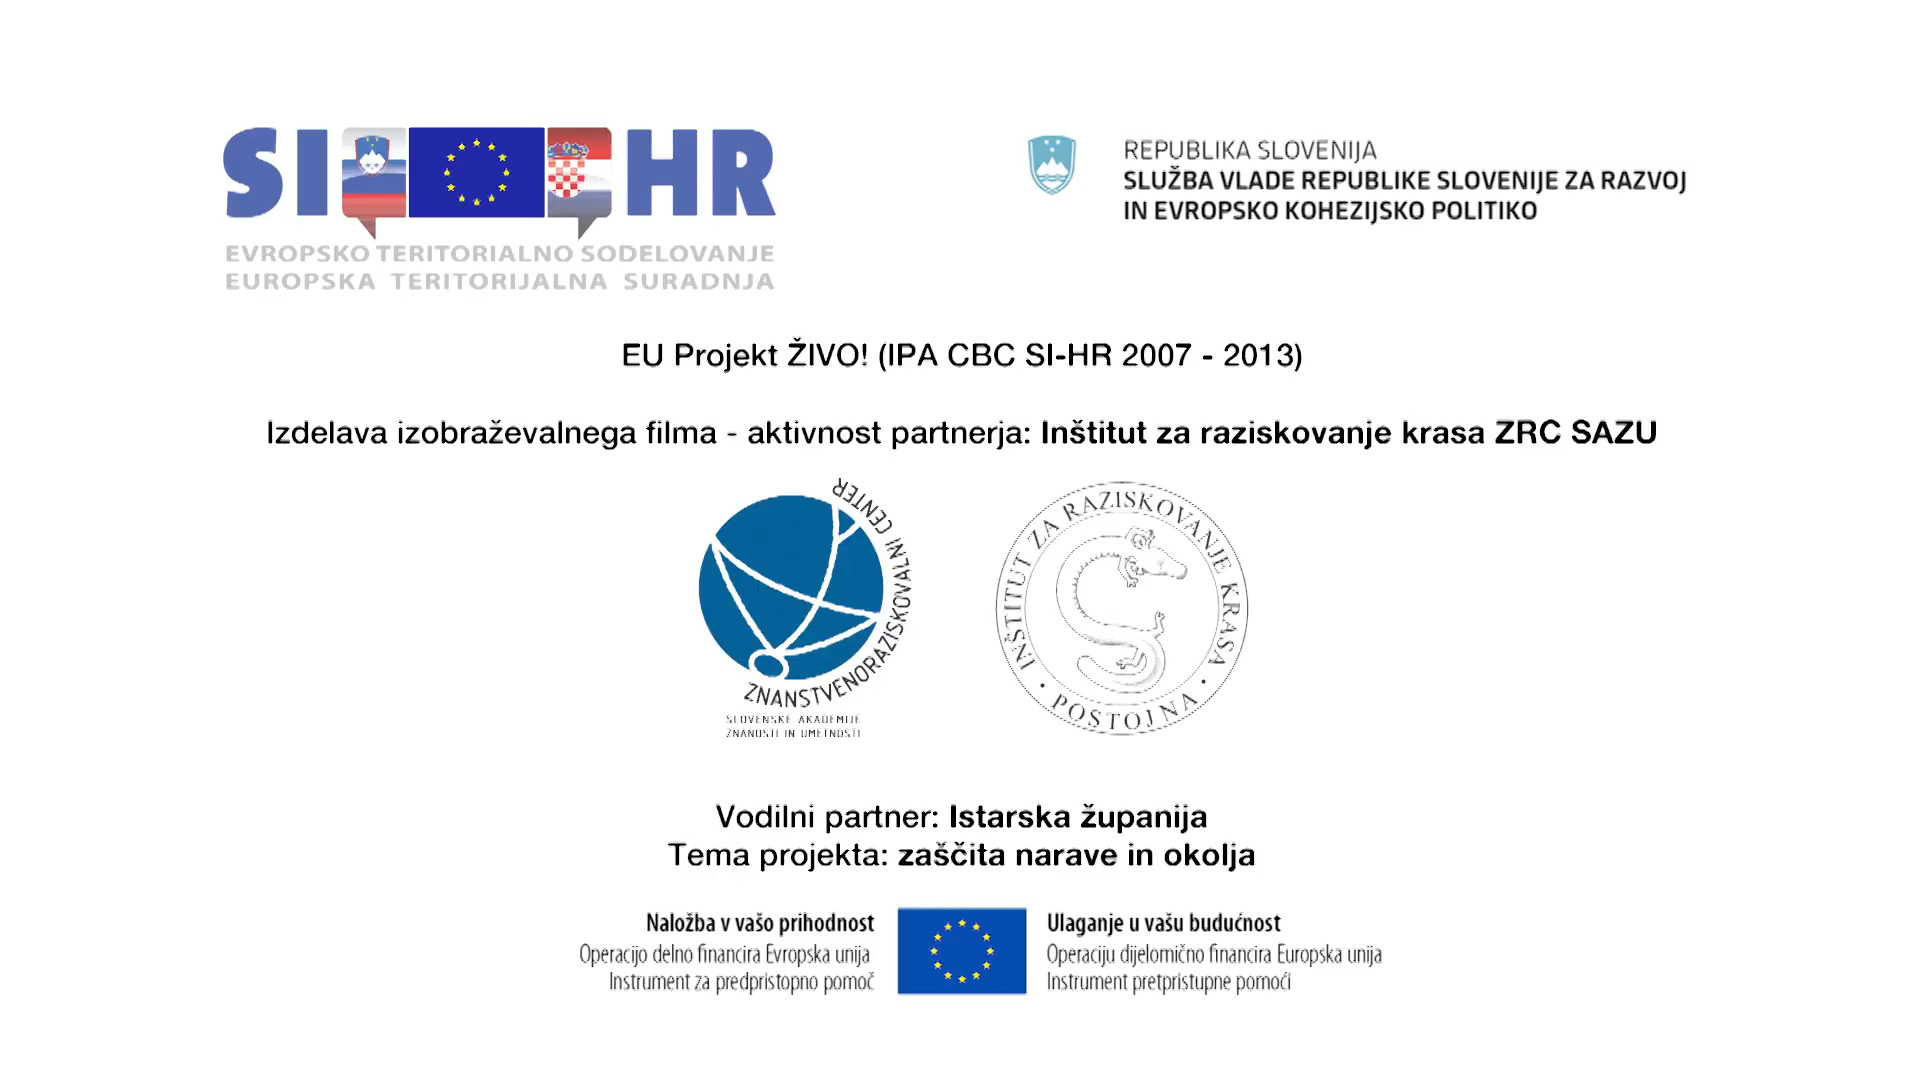 SI HR
EVROPSKO TERITORIALNO SODELOVANJE
EUROPSKA TERITORIJALNA SURADNJA
REPUBLIKA SLOVENIJA
SLUŽBA VLADE REPUBLIKE SLOVENIJE ZA RAZVOJ
IN EVROPSKO KOHEZIJSKO POLITIKO
EU Projekt ŽIVO! (IPA CBC SI-HR 2007 - 2013)
Izdelava izobraževalnega filma - aktivnost partnerja: Inštitut za raziskovanje krasa ZRC SAZU
ZNANSTVENORAZISKOVALNI CENTER
SLOVENSKE AKADEMIJE
ZNANOSTI IN UMETNOSTI
INŠTITUT ZA RAZISKOVANJE KRASA
• POSTOJNA •
Vodilni partner: Istarska županija
Tema projekta: zaščita narave in okolja
Naložba v vašo prihodnost
Operacijo delno financira Evropska unija
Instrument za predpristopno pomoč
Ulaganje u vašu budućnost
Operaciju dijelomično financira Europska unija
Instrument pretpristupne pomoći